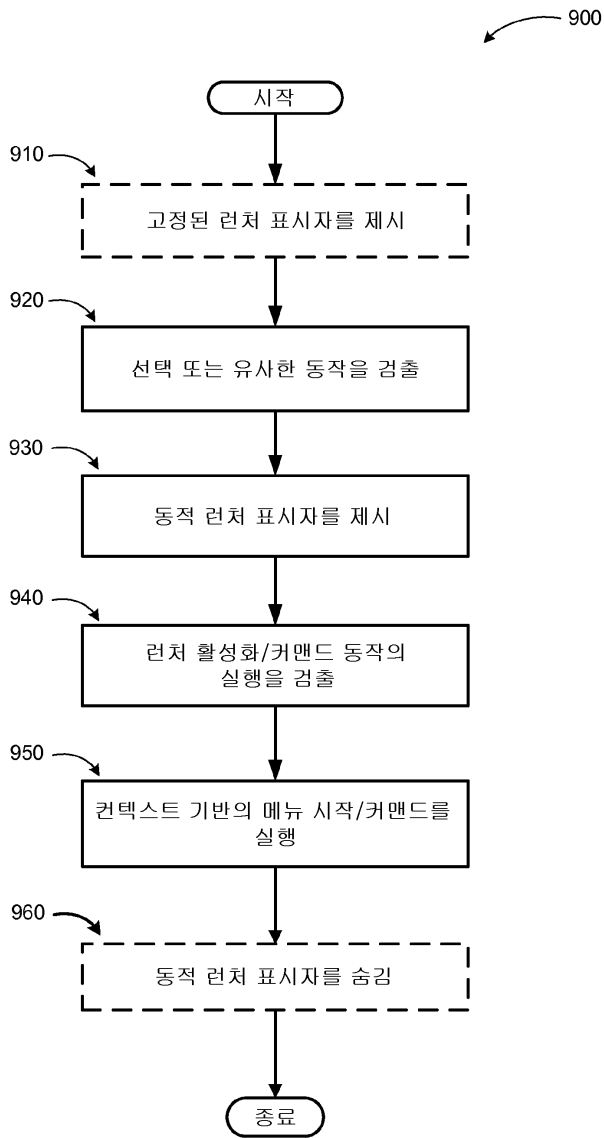 900
시작
910
고정된 런처 표시자를 제시
920
선택 또는 유사한 동작을 검출
930
동적 런처 표시자를 제시
940
런처 활성화/커맨드 동작의
실행을 검출
950
컨텍스트 기반의 메뉴 시작/커맨드를
실행
960
동적 런처 표시자를 숨김
종료